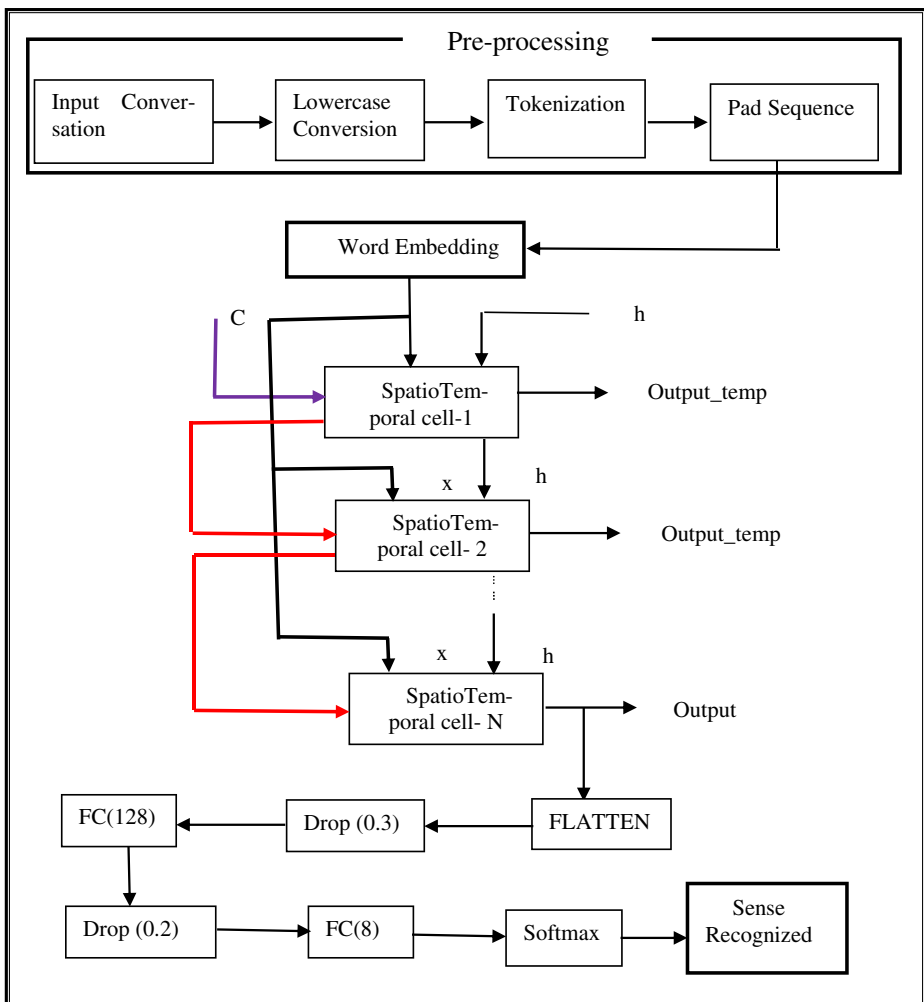 Pre-processing
Input Conver-
sation
Lowercase
Conversion
Tokenization
Pad Sequence
Word Embedding
C
h
SpatioTem-
poral cell-1
Output_temp
x
h
SpatioTem-
poral cell- 2
Output_temp
x
h
SpatioTem-
poral cell- N
Output
FLATTEN
Drop (0.3)
FC(128)
Drop (0.2)
FC(8)
Softmax
Sense
Recognized